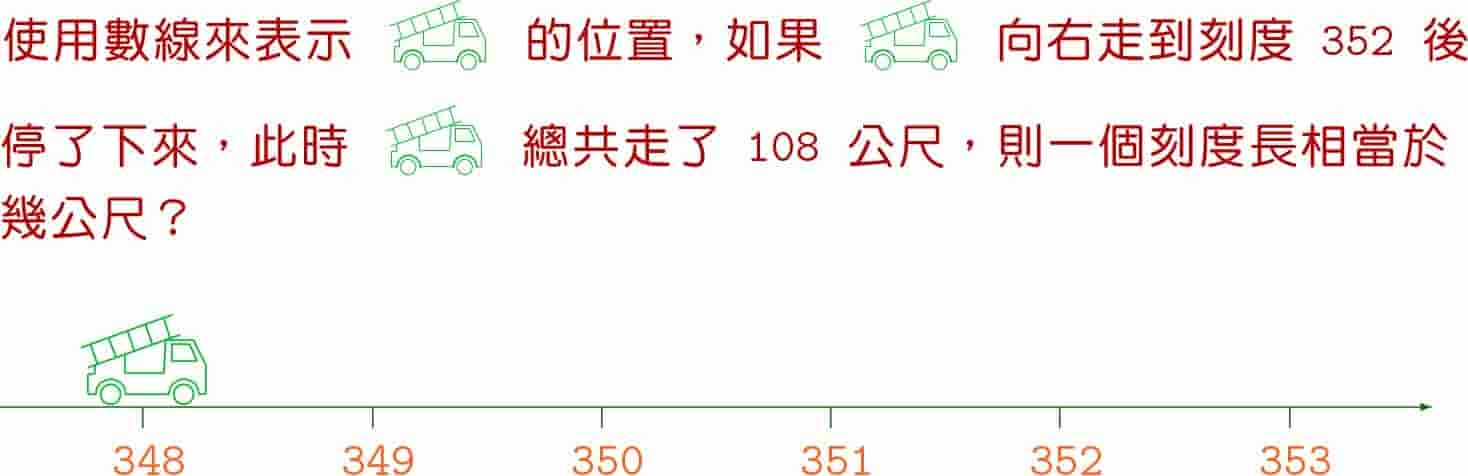 使用數線來表示 的位置，如果 向右走到刻度 352 後
停了下來，此時 總共走了 108 公尺，則一個刻度長相當於
幾公尺？
348 349 350 351 352 353